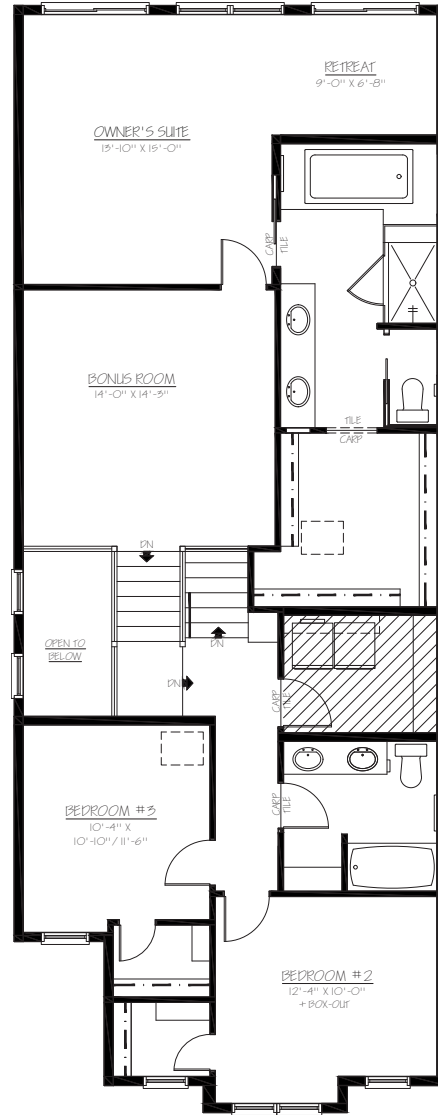 RETREAT
9'-0" X 6'-8"
OWNER'S SUITE
13'-10" X 15'-0"
CARP
TILE
BONUS ROOM
14'-0" X 14'-3"
TILE
CARP
DN
DN
OPEN TO
BELOW
DN
CARP
TILE
BEDROOM #3
10'-4" X
10'-10" / 11'-6"
CARP
TILE
BEDROOM #2
12'-4" X 10'-0"
+ BOX-OUT